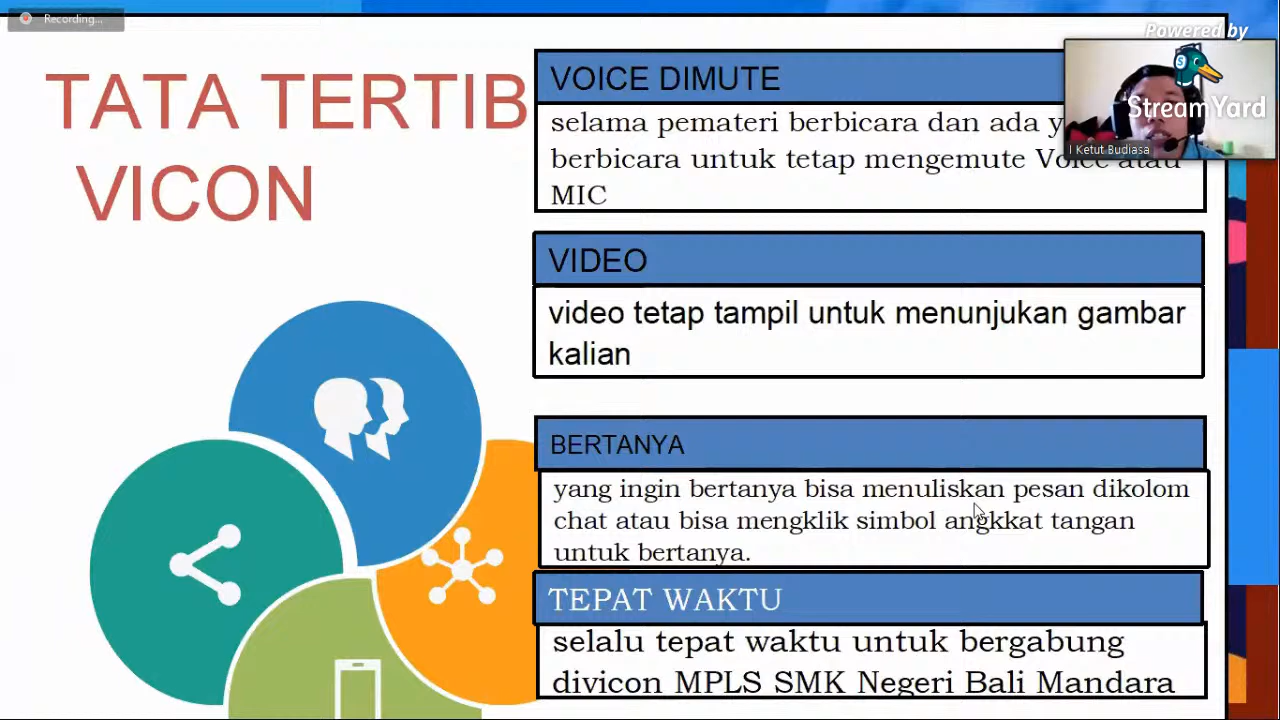 Recording...
Powered by
StreamYard
I Ketut Budiasa
TATA TERTIB
VICON
VOICE DIMUTE
selama pemateri berbicara dan ada y
berbicara untuk tetap mengemute Voice atau
MIC
VIDEO
video tetap tampil untuk menunjukan gambar
kalian
BERTANYA
yang ingin bertanya bisa menuliskan pesan dikolom
chat atau bisa mengklik simbol angkkat tangan
untuk bertanya.
TEPAT WAKTU
selalu tepat waktu untuk bergabung
divicon MPLS SMK Negeri Bali Mandara